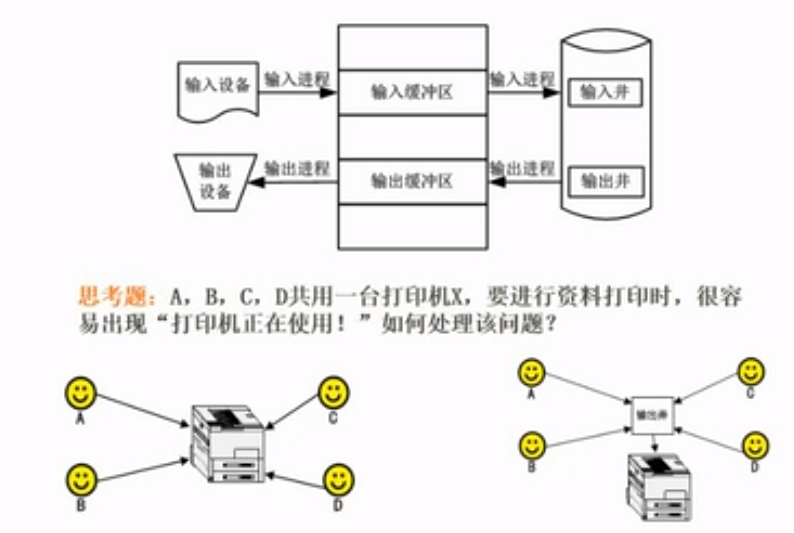 输入设备 输入进程 输入缓冲区 输入进程 输入井
输出设备 输出进程 输出缓冲区 输出进程 输出井
思考题：A，B，C，D共用一台打印机X，要进行资料打印时，很容
易出现“打印机正在使用！”如何处理该问题？
A C
B D
A C
输出井
B D